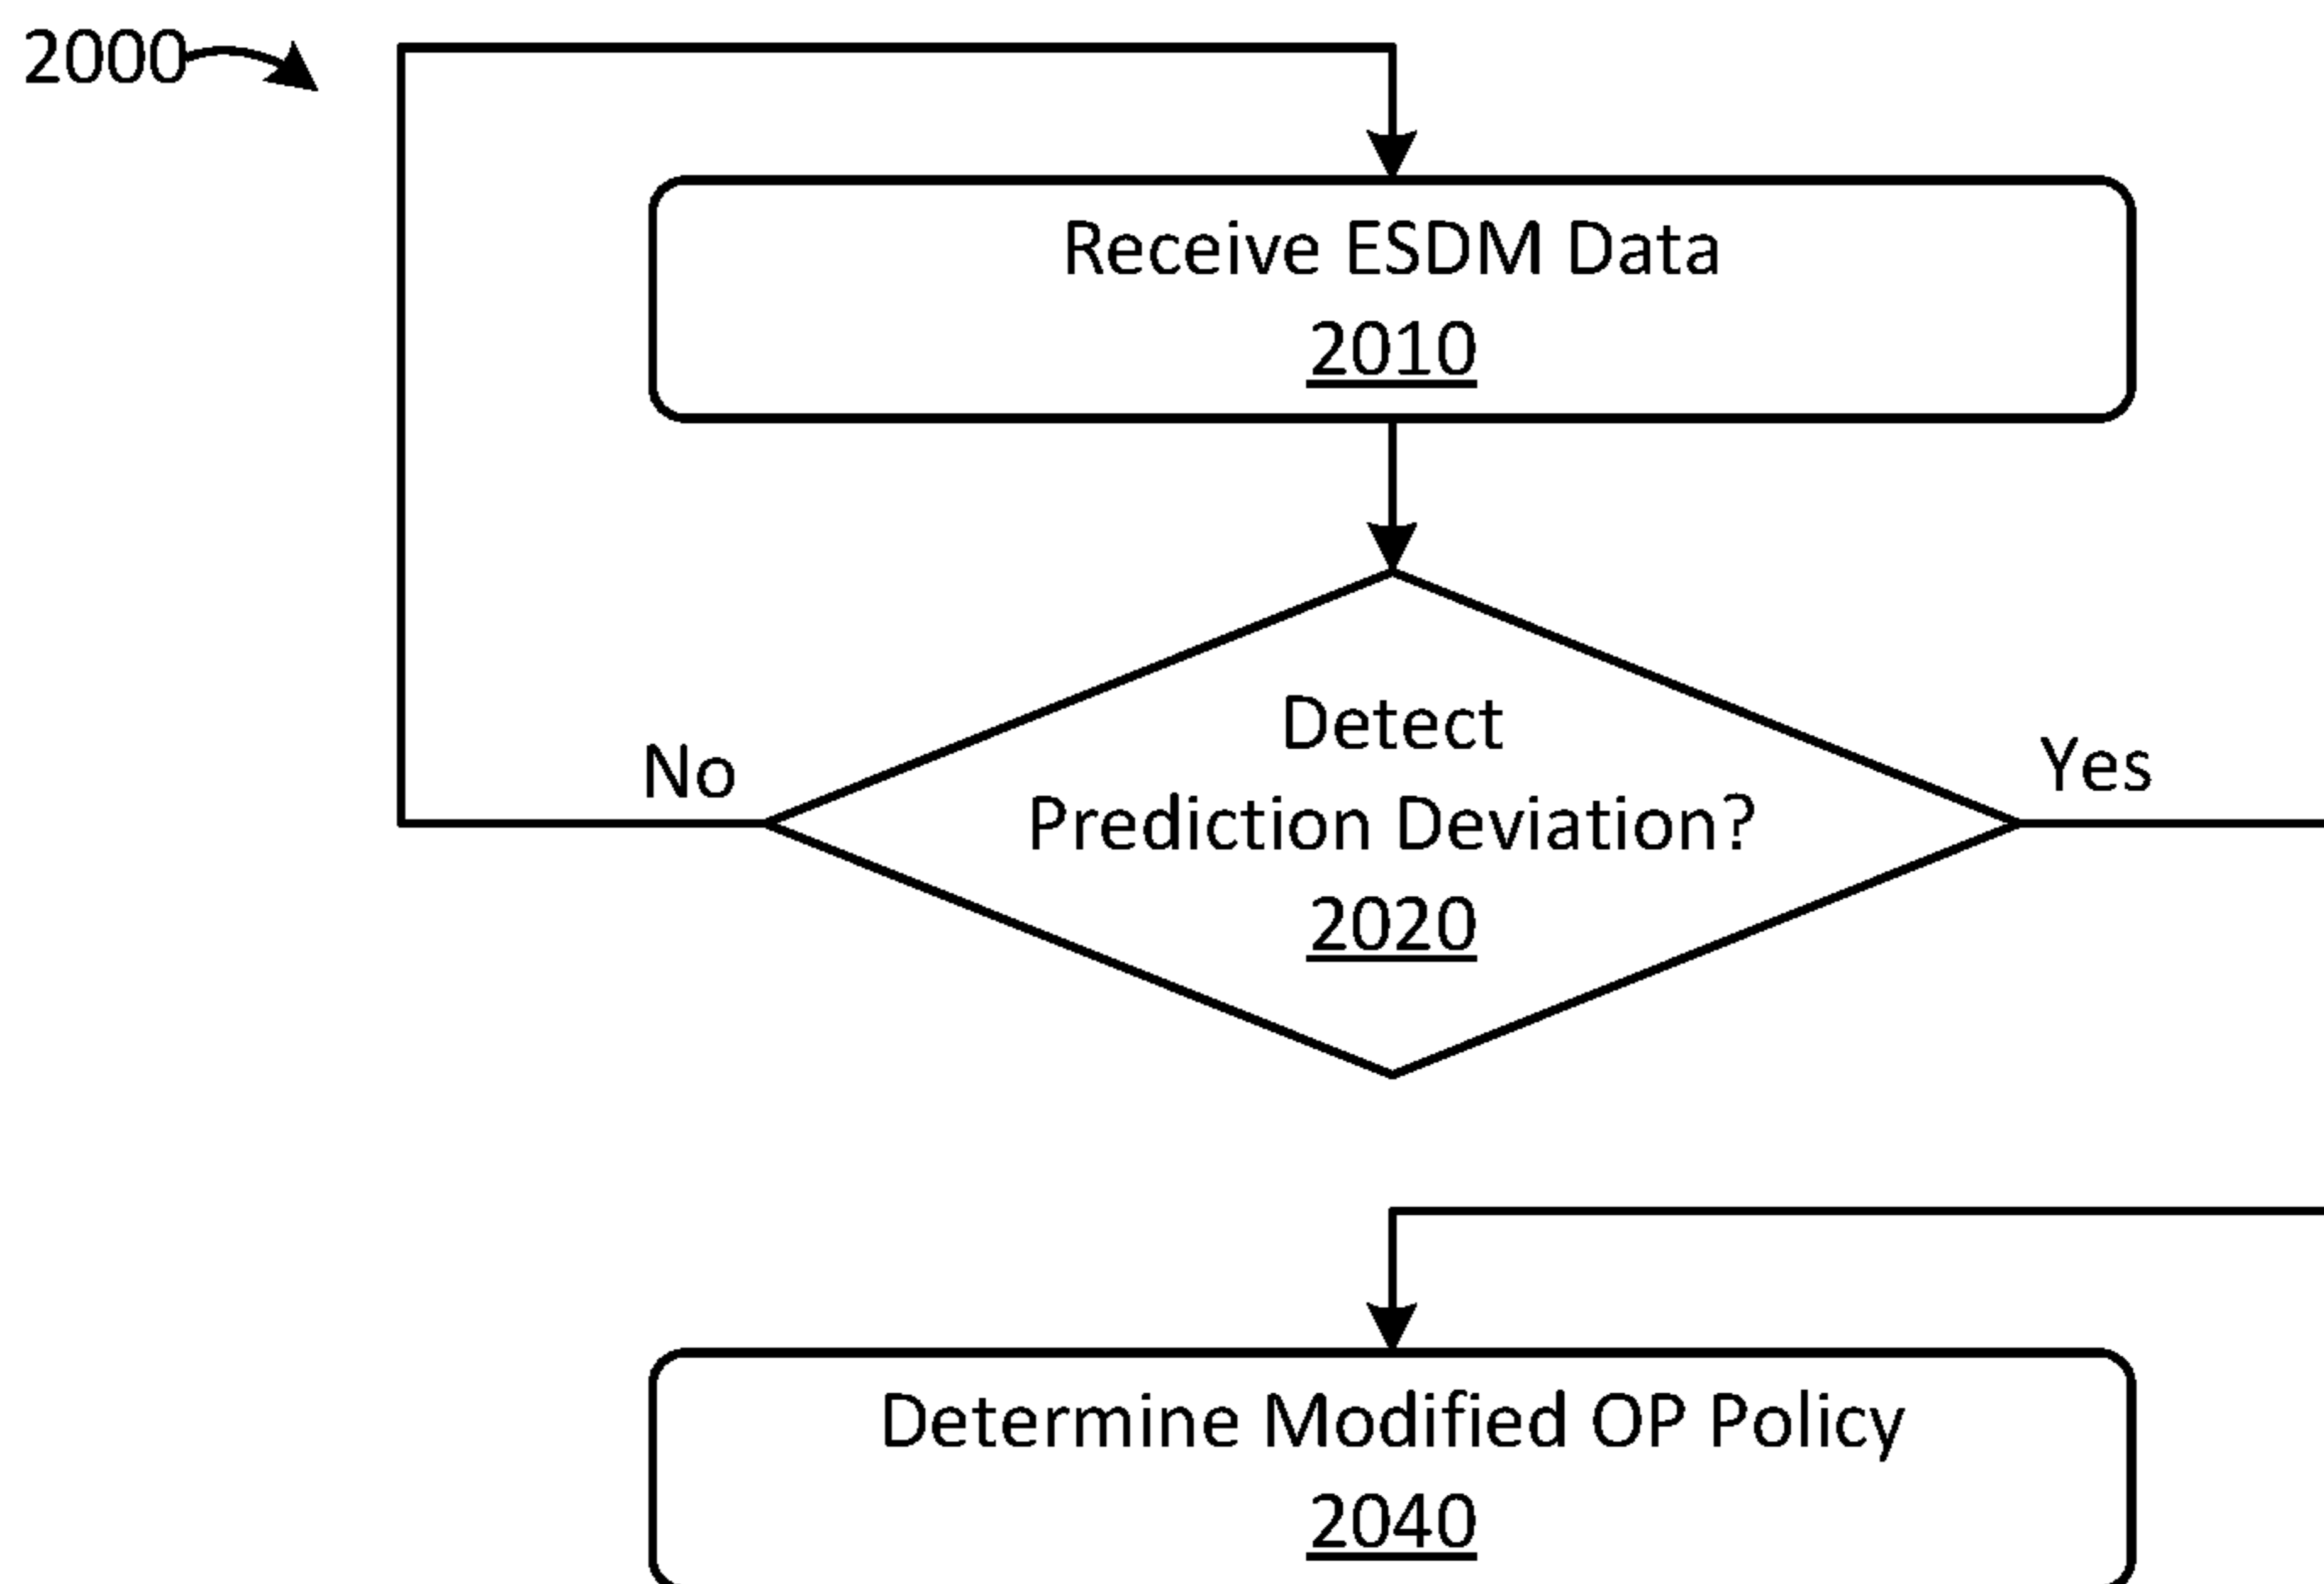 2000
Receive ESDM Data
2010
Detect
Prediction Deviation?
2020
No
Yes
Determine Modified OP Policy
2040